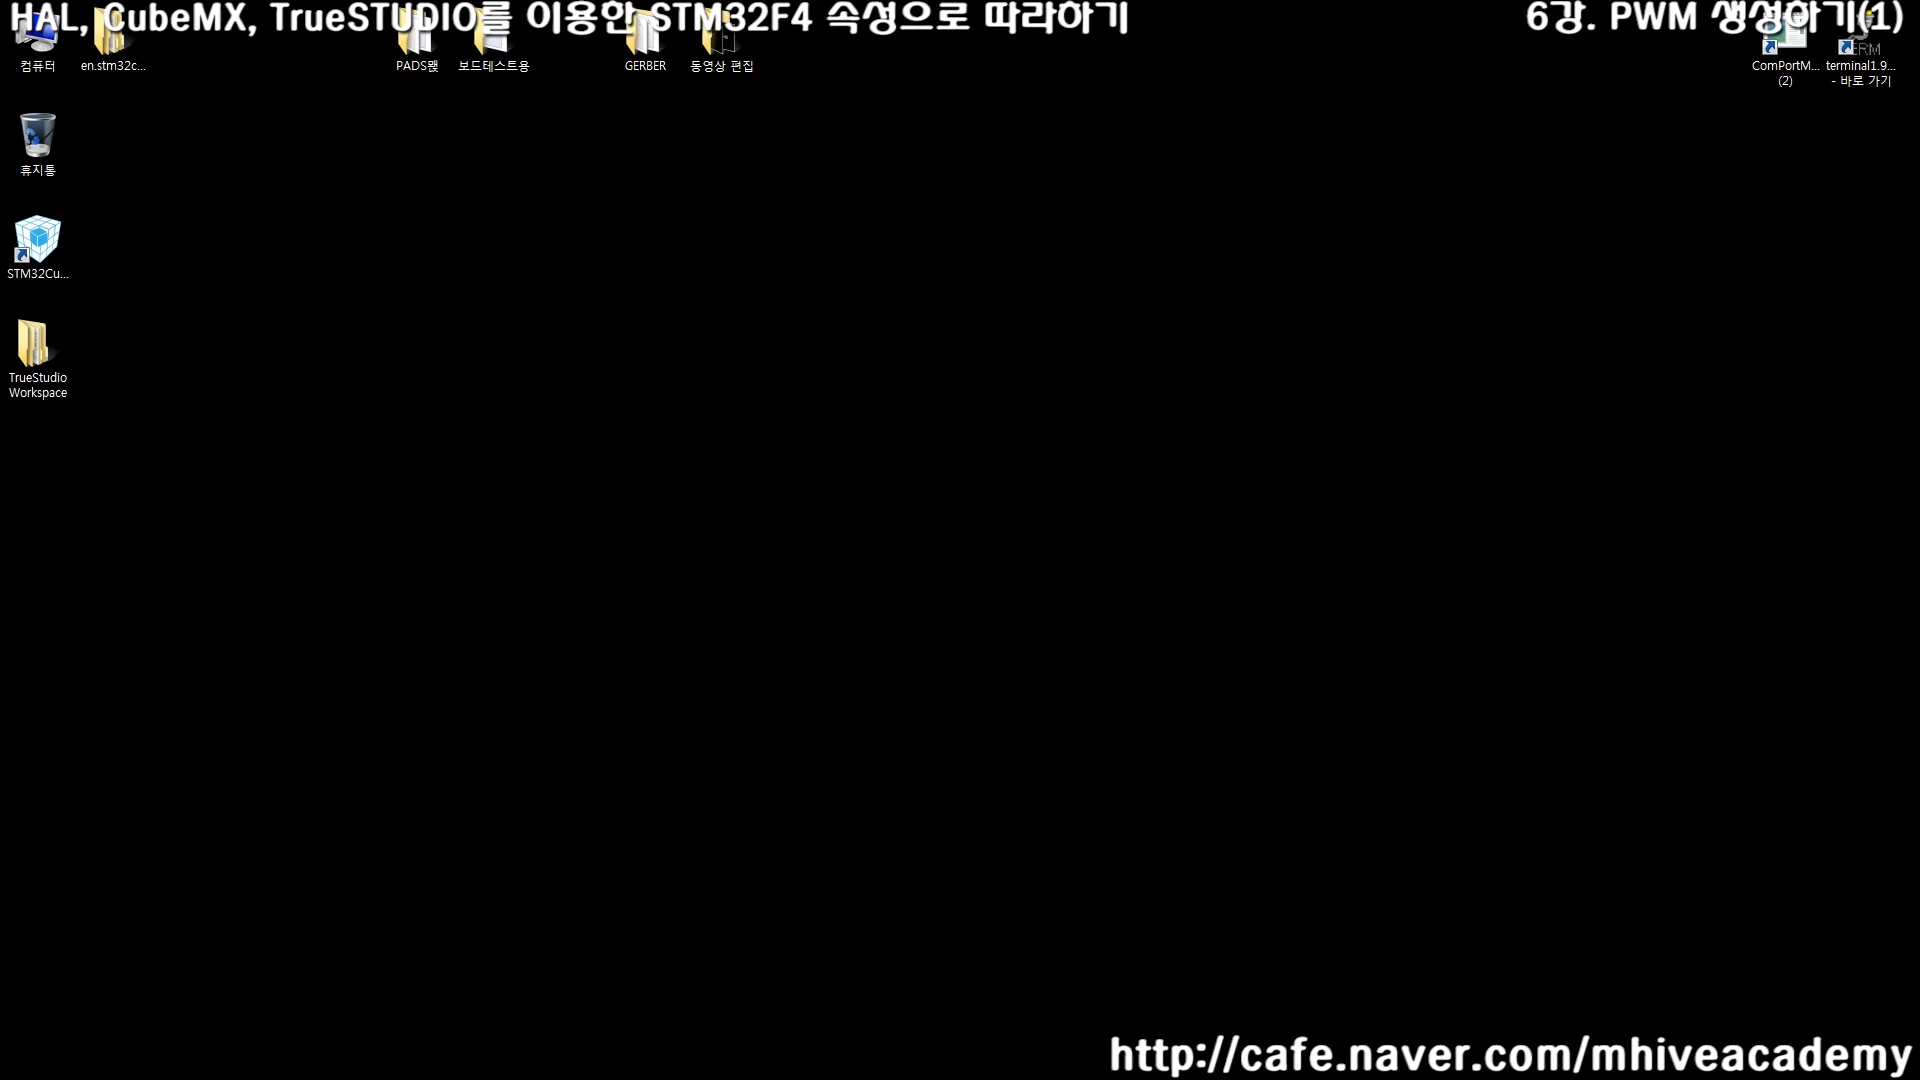 HAL, CubeMX, TrueSTUDIO를 이용한 STM32F4 속성으로 따라하기
6강. PWM 생성하기(1)
컴퓨터
en.stm32c...
PADS뷁
보드테스트용
GERBER
동영상 편집
ComPortM...
(2)
terminal1.9...
- 바로 가기
휴지통
STM32Cu...
TrueStudio
Workspace
http://cafe.naver.com/mhiveacademy